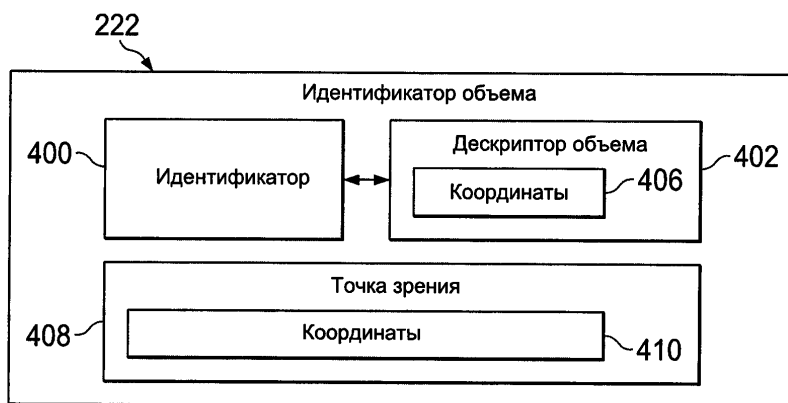 222
Идентификатор объема
400
Идентификатор
Дескриптор объема
402
Координаты
406
Точка зрения
408
Координаты
410